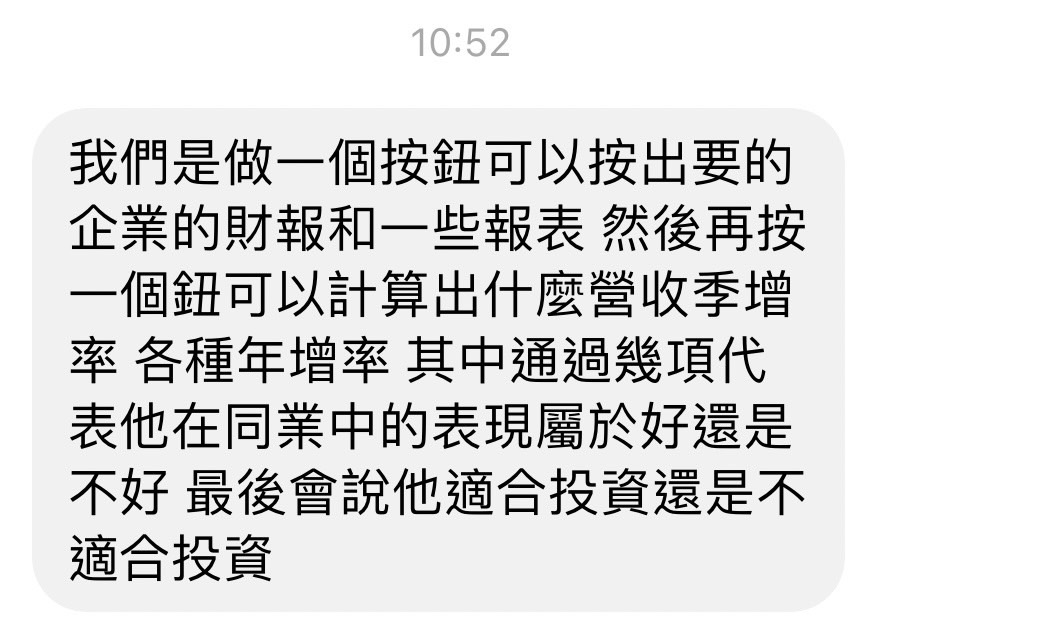 10:52
我們是做一個按鈕可以按出要的
企業的財報和一些報表 然後再按
一個鈕可以計算出什麼營收季增
率 各種年增率 其中通過幾項代
表他在同業中的表現屬於好還是
不好 最後會說他適合投資還是不
適合投資